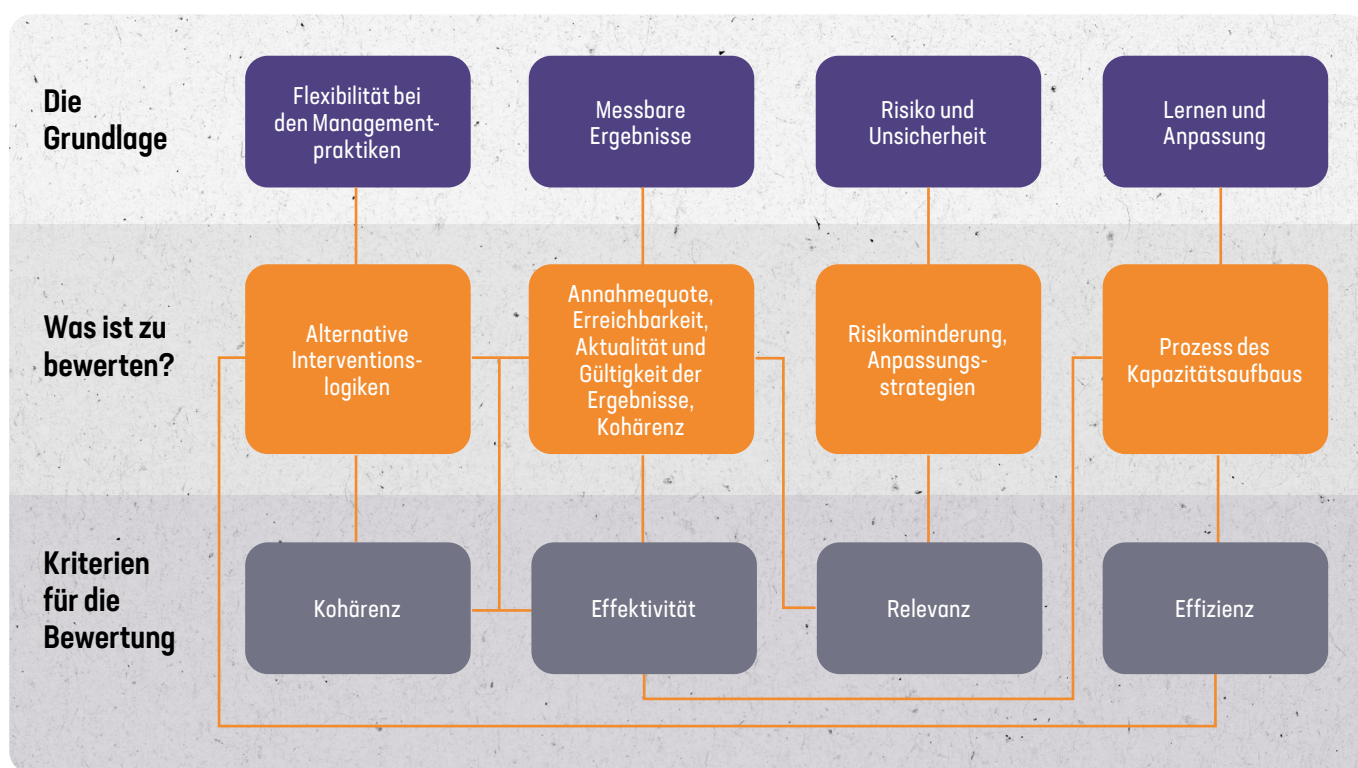 Die
Grundlage
Flexibilität bei
den Management-
praktiken
Messbare
Ergebnisse
Risiko und
Unsicherheit
Lernen und
Anpassung
Was ist zu
bewerten?
Alternative
Interventions-
logiken
Annahmequote,
Erreichbarkeit,
Aktualität und
Gültigkeit der
Ergebnisse,
Kohärenz
Risikominderung,
Anpassungs-
strategien
Prozess des
Kapazitätsaufbaus
Kriterien
für die
Bewertung
Kohärenz
Effektivität
Relevanz
Effizienz